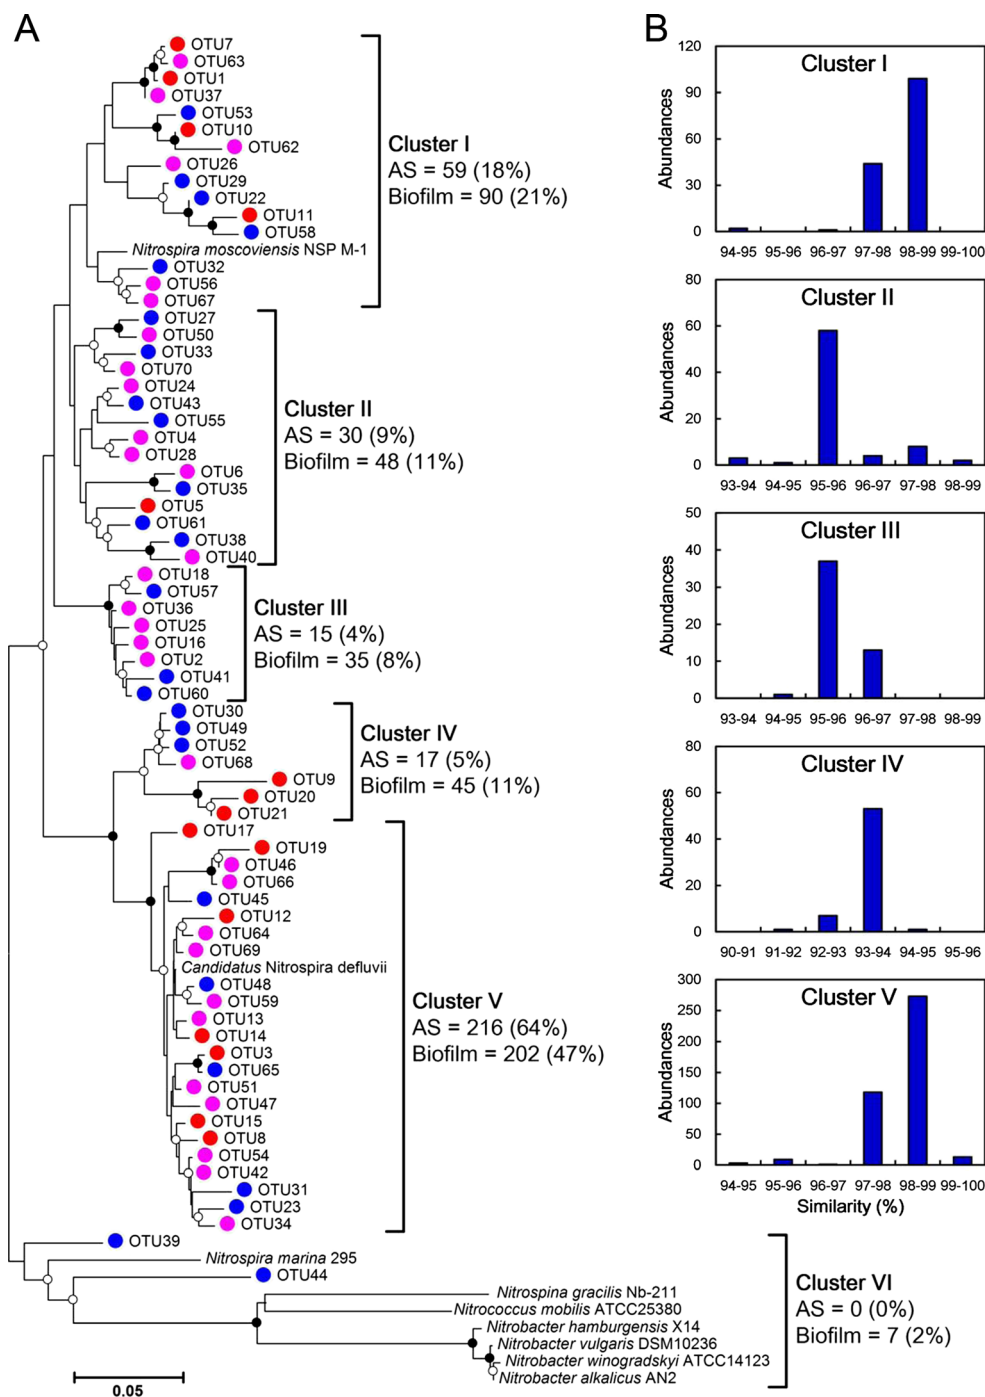 A
OTU7
OTU63
OTU1
OTU37
OTU53
OTU10
OTU62
OTU26
OTU29
OTU22
OTU11
OTU58
Nitrospira moscoviensis NSP M-1
OTU32
OTU56
OTU67
OTU27
OTU50
OTU33
OTU70
OTU24
OTU43
OTU55
OTU4
OTU28
OTU6
OTU35
OTU5
OTU61
OTU38
OTU40
OTU18
OTU57
OTU36
OTU25
OTU16
OTU2
OTU41
OTU60
OTU30
OTU49
OTU52
OTU68
OTU9
OTU20
OTU21
OTU17
OTU19
OTU46
OTU66
OTU45
OTU12
OTU64
OTU69
Candidatus Nitrospira defluvii
OTU48
OTU59
OTU13
OTU14
OTU3
OTU65
OTU51
OTU47
OTU15
OTU8
OTU54
OTU42
OTU31
OTU23
OTU34
OTU39
Nitrospira marina 295
OTU44
Nitrospina gracilis Nb-211
Nitrococcus mobilis ATCC25380
Nitrobacter hamburgensis X14
Nitrobacter vulgaris DSM10236
Nitrobacter winogradskyi ATCC14123
Nitrobacter alkalicus AN2
0.05
Cluster I
AS = 59 (18%)
Biofilm = 90 (21%)
Cluster II
AS = 30 (9%)
Biofilm = 48 (11%)
Cluster III
AS = 15 (4%)
Biofilm = 35 (8%)
Cluster IV
AS = 17 (5%)
Biofilm = 45 (11%)
Cluster V
AS = 216 (64%)
Biofilm = 202 (47%)
Cluster VI
AS = 0 (0%)
Biofilm = 7 (2%)
B
Cluster I
Abundances
120
90
60
30
0
94-95 95-96 96-97 97-98 98-99 99-100
Cluster II
Abundances
80
60
40
20
0
93-94 94-95 95-96 96-97 97-98 98-99
Cluster III
Abundances
50
40
30
20
10
0
93-94 94-95 95-96 96-97 97-98 98-99
Cluster IV
Abundances
80
60
40
20
0
90-91 91-92 92-93 93-94 94-95 95-96
Cluster V
Abundances
300
250
200
150
100
50
0
94-95 95-96 96-97 97-98 98-99 99-100
Similarity (%)